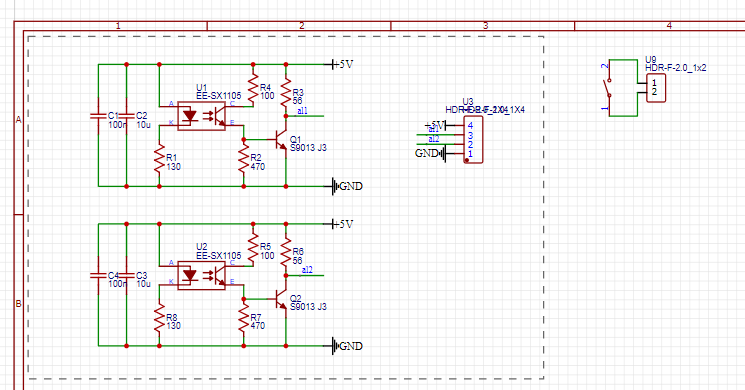 1 2 3 4
A
B
+5V
U1
EE-SX1105
A C
K E
R4
100
R3
56
al1
C1
100n
C2
10u
R1
130
R2
470
Q1
S9013 J3
GND
U3
+5V
al1
al2
GND
4
3
2
1
U9
HDR-F-2.0_1x2
1
2
2
1
+5V
U2
EE-SX1105
A C
K E
R5
100
R6
56
al2
C4
100n
C3
10u
R8
130
R7
470
Q2
S9013 J3
GND